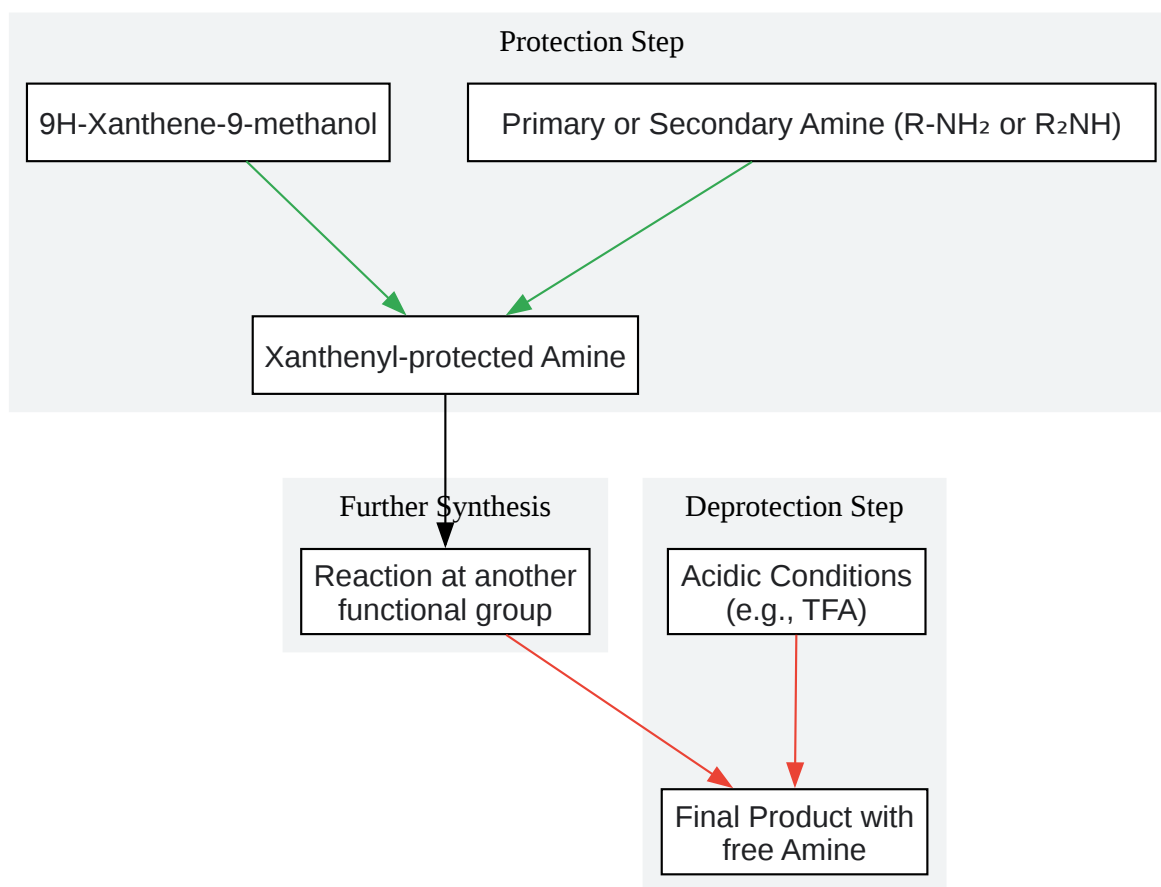 Protection Step
9H-Xanthene-9-methanol
Primary or Secondary Amine (R-NH₂ or R₂NH)
Xanthenyl-protected Amine
Further Synthesis
Reaction at another
functional group
Deprotection Step
Acidic Conditions
(e.g., TFA)
Final Product with
free Amine